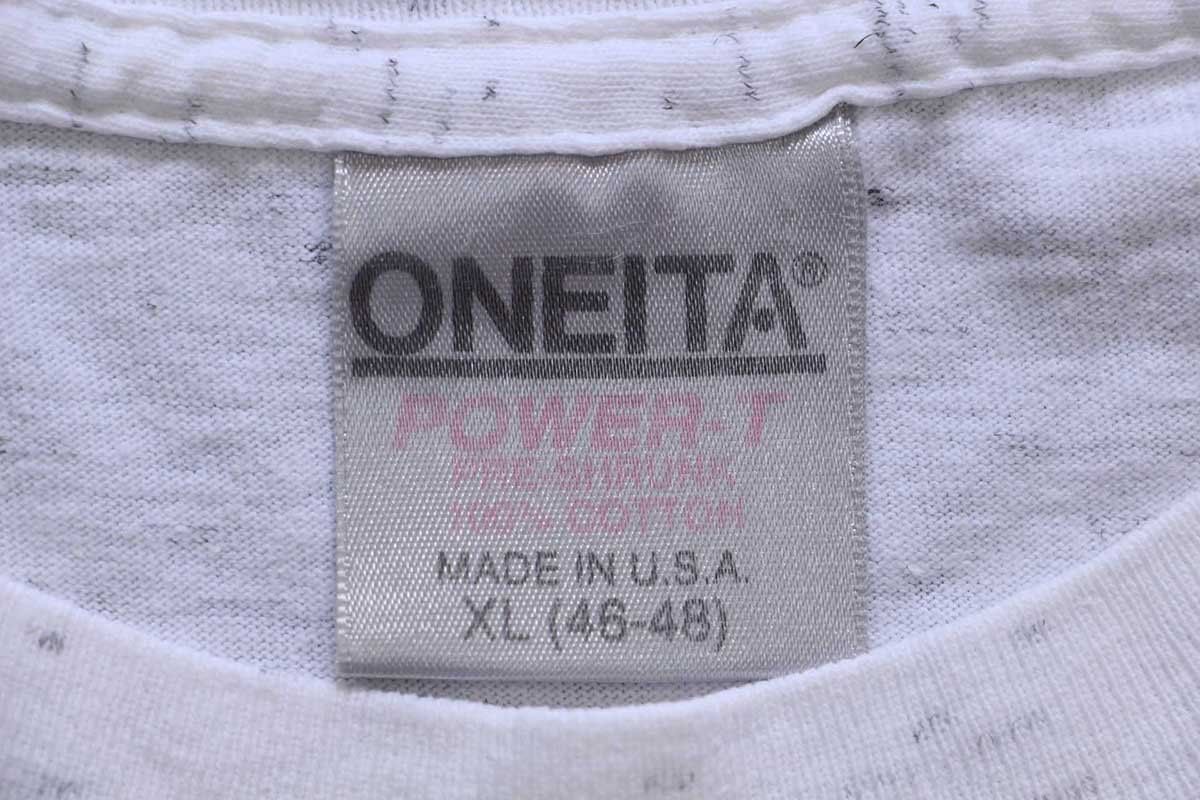 ONEITA®
POWER-T
PRE-SHRUNK
100% COTTON
MADE IN U.S.A.
XL (46-48)